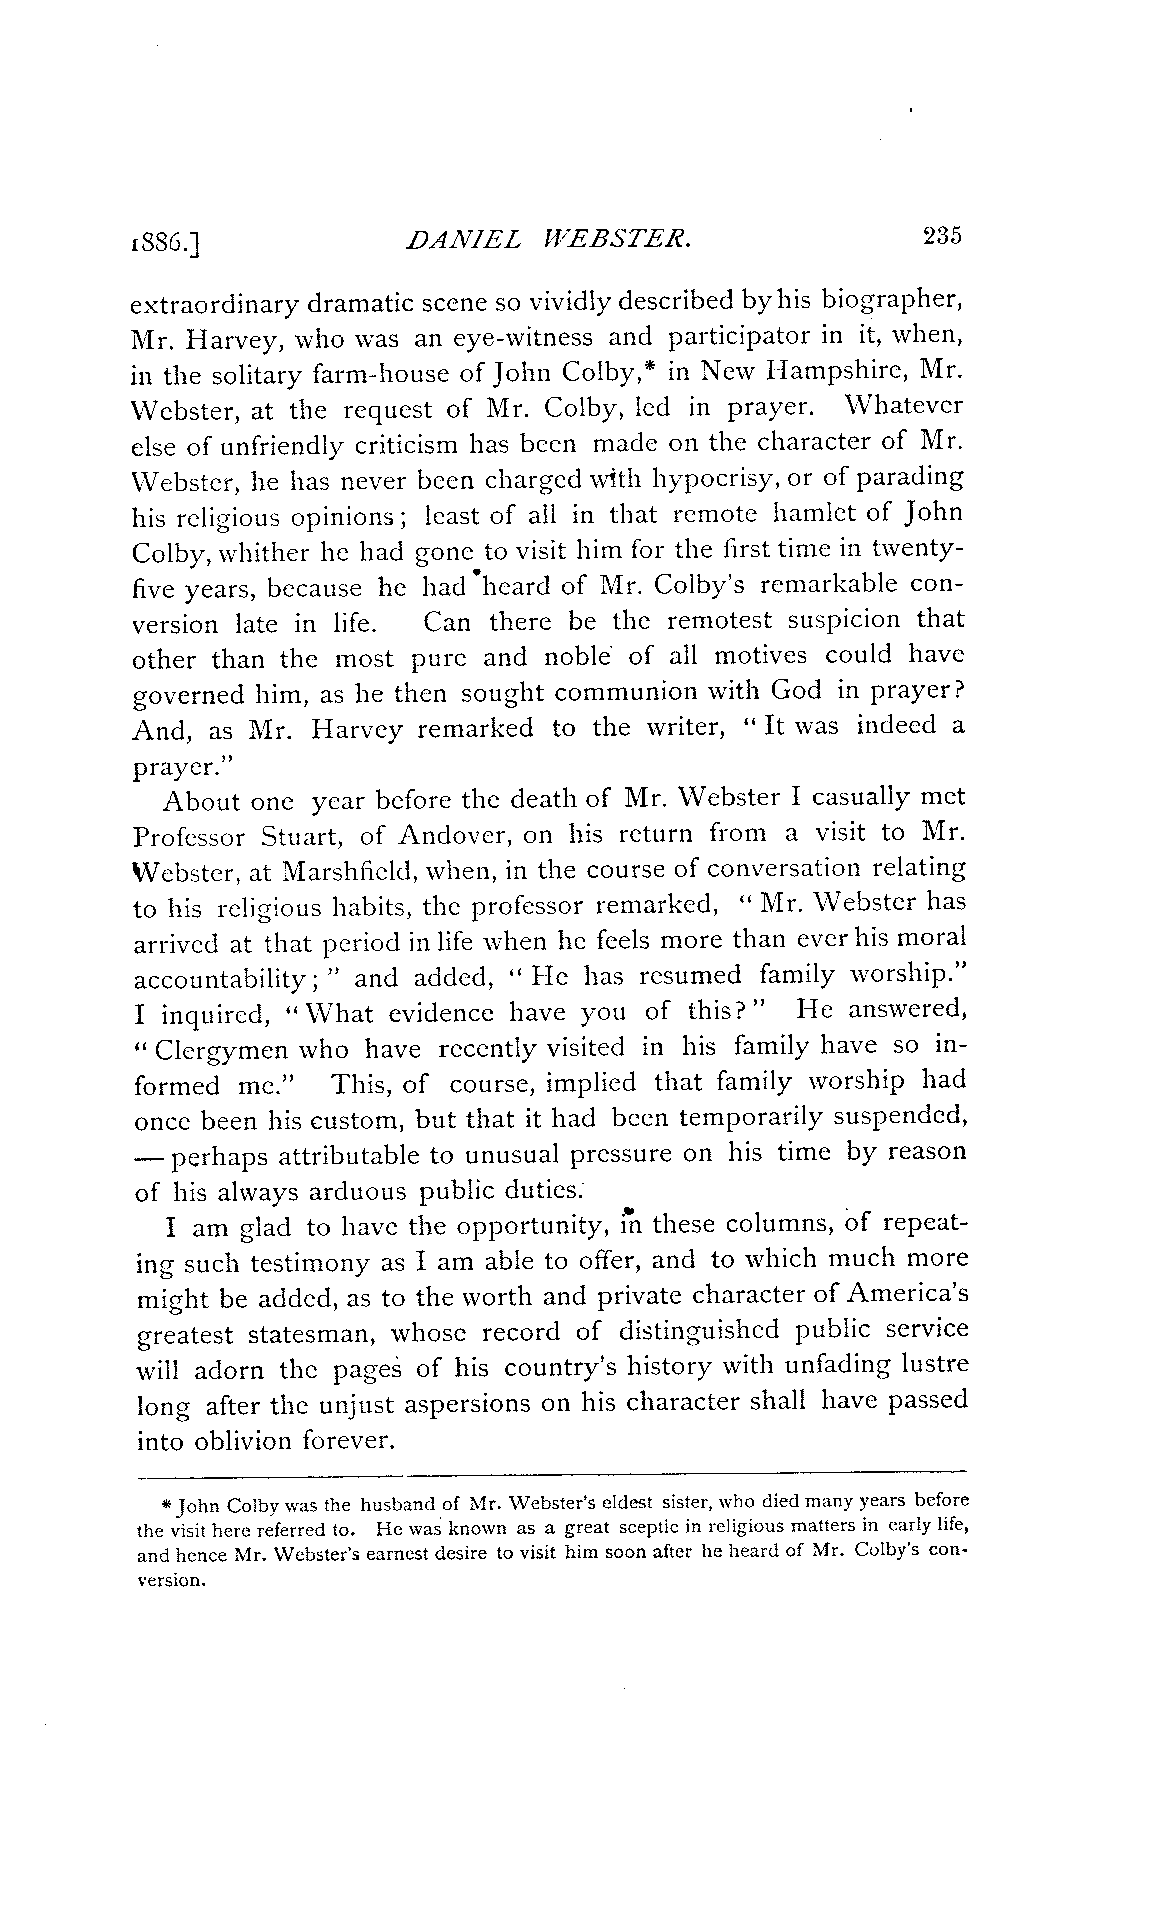 1886.] DANIEL WEBSTER. 235
extraordinary dramatic scene so vividly described by his biographer,
Mr. Harvey, who was an eye-witness and participator in it, when,
in the solitary farm-house of John Colby,* in New Hampshire, Mr.
Webster, at the request of Mr. Colby, led in prayer. Whatever
else of unfriendly criticism has been made on the character of Mr.
Webster, he has never been charged with hypocrisy, or of parading
his religious opinions; least of all in that remote hamlet of John
Colby, whither he had gone to visit him for the first time in twenty-
five years, because he had heard of Mr. Colby's remarkable con-
version late in life. Can there be the remotest suspicion that
other than the most pure and noble of all motives could have
governed him, as he then sought communion with God in prayer?
And, as Mr. Harvey remarked to the writer, "It was indeed a
prayer."
About one year before the death of Mr. Webster I casually met
Professor Stuart, of Andover, on his return from a visit to Mr.
Webster, at Marshfield, when, in the course of conversation relating
to his religious habits, the professor remarked, "Mr. Webster has
arrived at that period in life when he feels more than ever his moral
accountability;" and added, "He has resumed family worship."
I inquired, "What evidence have you of this?" He answered,
"Clergymen who have recently visited in his family have so in-
formed me." This, of course, implied that family worship had
once been his custom, but that it had been temporarily suspended,
— perhaps attributable to unusual pressure on his time by reason
of his always arduous public duties.
I am glad to have the opportunity, in these columns, of repeat-
ing such testimony as I am able to offer, and to which much more
might be added, as to the worth and private character of America's
greatest statesman, whose record of distinguished public service
will adorn the pages of his country's history with unfading lustre
long after the unjust aspersions on his character shall have passed
into oblivion forever.
* John Colby was the husband of Mr. Webster's eldest sister, who died many years before
the visit here referred to. He was known as a great sceptic in religious matters in early life,
and hence Mr. Webster's earnest desire to visit him soon after he heard of Mr. Colby's con-
version.